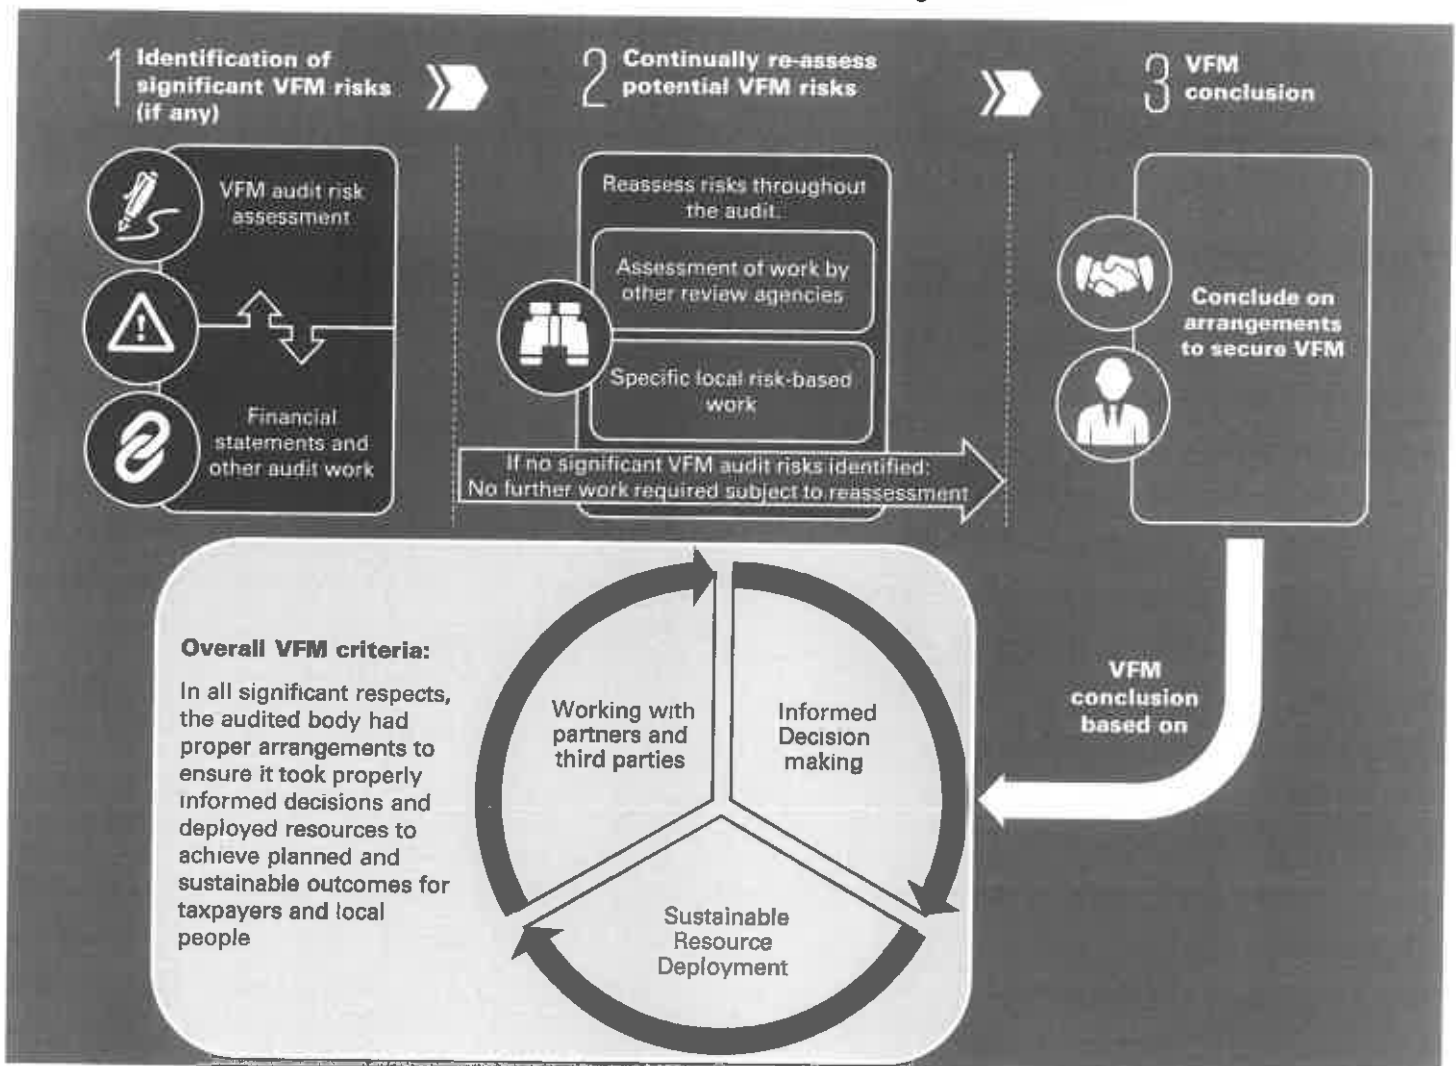 1 Identification of
significant VFM risks
(if any)
2 Continually re-assess
potential VFM risks
3 VFM
conclusion
VFM audit risk
assessment
Financial
statements and
other audit work
Reassess risks throughout
the audit.
Assessment of work by
other review agencies
Specific local risk-based
work
If no significant VFM audit risks identified:
No further work required subject to reassessment
Conclude on
arrangements
to secure VFM
VFM
conclusion
based on
Overall VFM criteria:
In all significant respects,
the audited body had
proper arrangements to
ensure it took properly
informed decisions and
deployed resources to
achieve planned and
sustainable outcomes for
taxpayers and local
people
Working with
partners and
third parties
Informed
Decision
making
Sustainable
Resource
Deployment